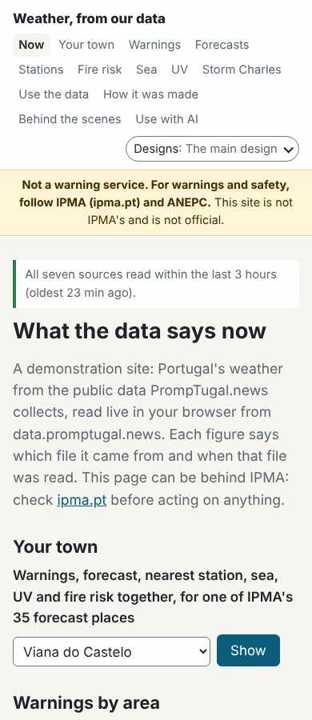 Weather, from our data
Now Your town Warnings Forecasts
Stations Fire risk Sea UV Storm Charles
Use the data How it was made
Behind the scenes Use with AI
Designs: The main design
Not a warning service. For warnings and safety,
follow IPMA (ipma.pt) and ANEPC. This site is not
IPMA's and is not official.
All seven sources read within the last 3 hours
(oldest 23 min ago).
What the data says now
A demonstration site: Portugal's weather
from the public data PrompTugal.news
collects, read live in your browser from
data.promptugal.news. Each figure says
which file it came from and when that file
was read. This page can be behind IPMA:
check ipma.pt before acting on anything.
Your town
Warnings, forecast, nearest station, sea,
UV and fire risk together, for one of IPMA's
35 forecast places
Viana do Castelo Show
Warnings by area